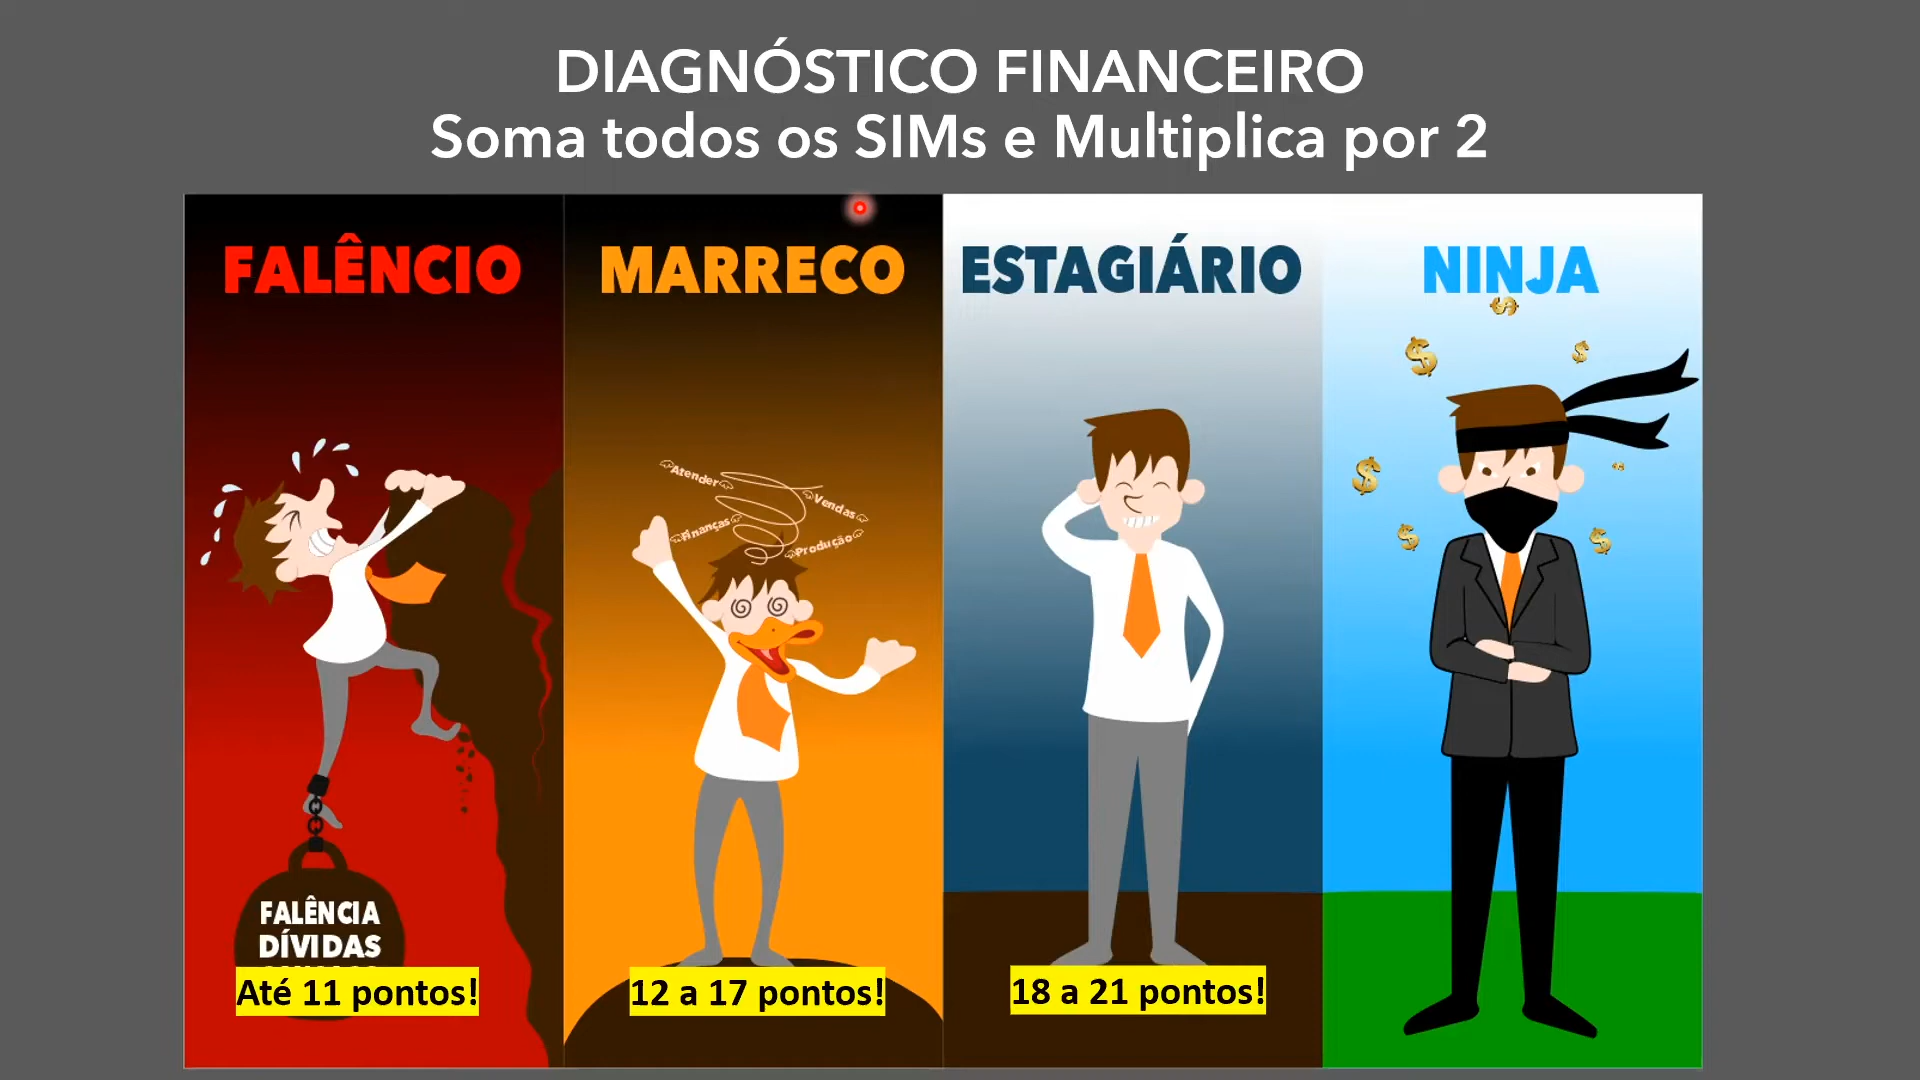 DIAGNÓSTICO FINANCEIRO
Soma todos os SIMs e Multiplica por 2
FALÊNCIO
MARRECO
ESTAGIÁRIO
NINJA
Atender
Vendas
Finanças
Produção
FALÊNCIA
DÍVIDAS
Até 11 pontos!
12 a 17 pontos!
18 a 21 pontos!